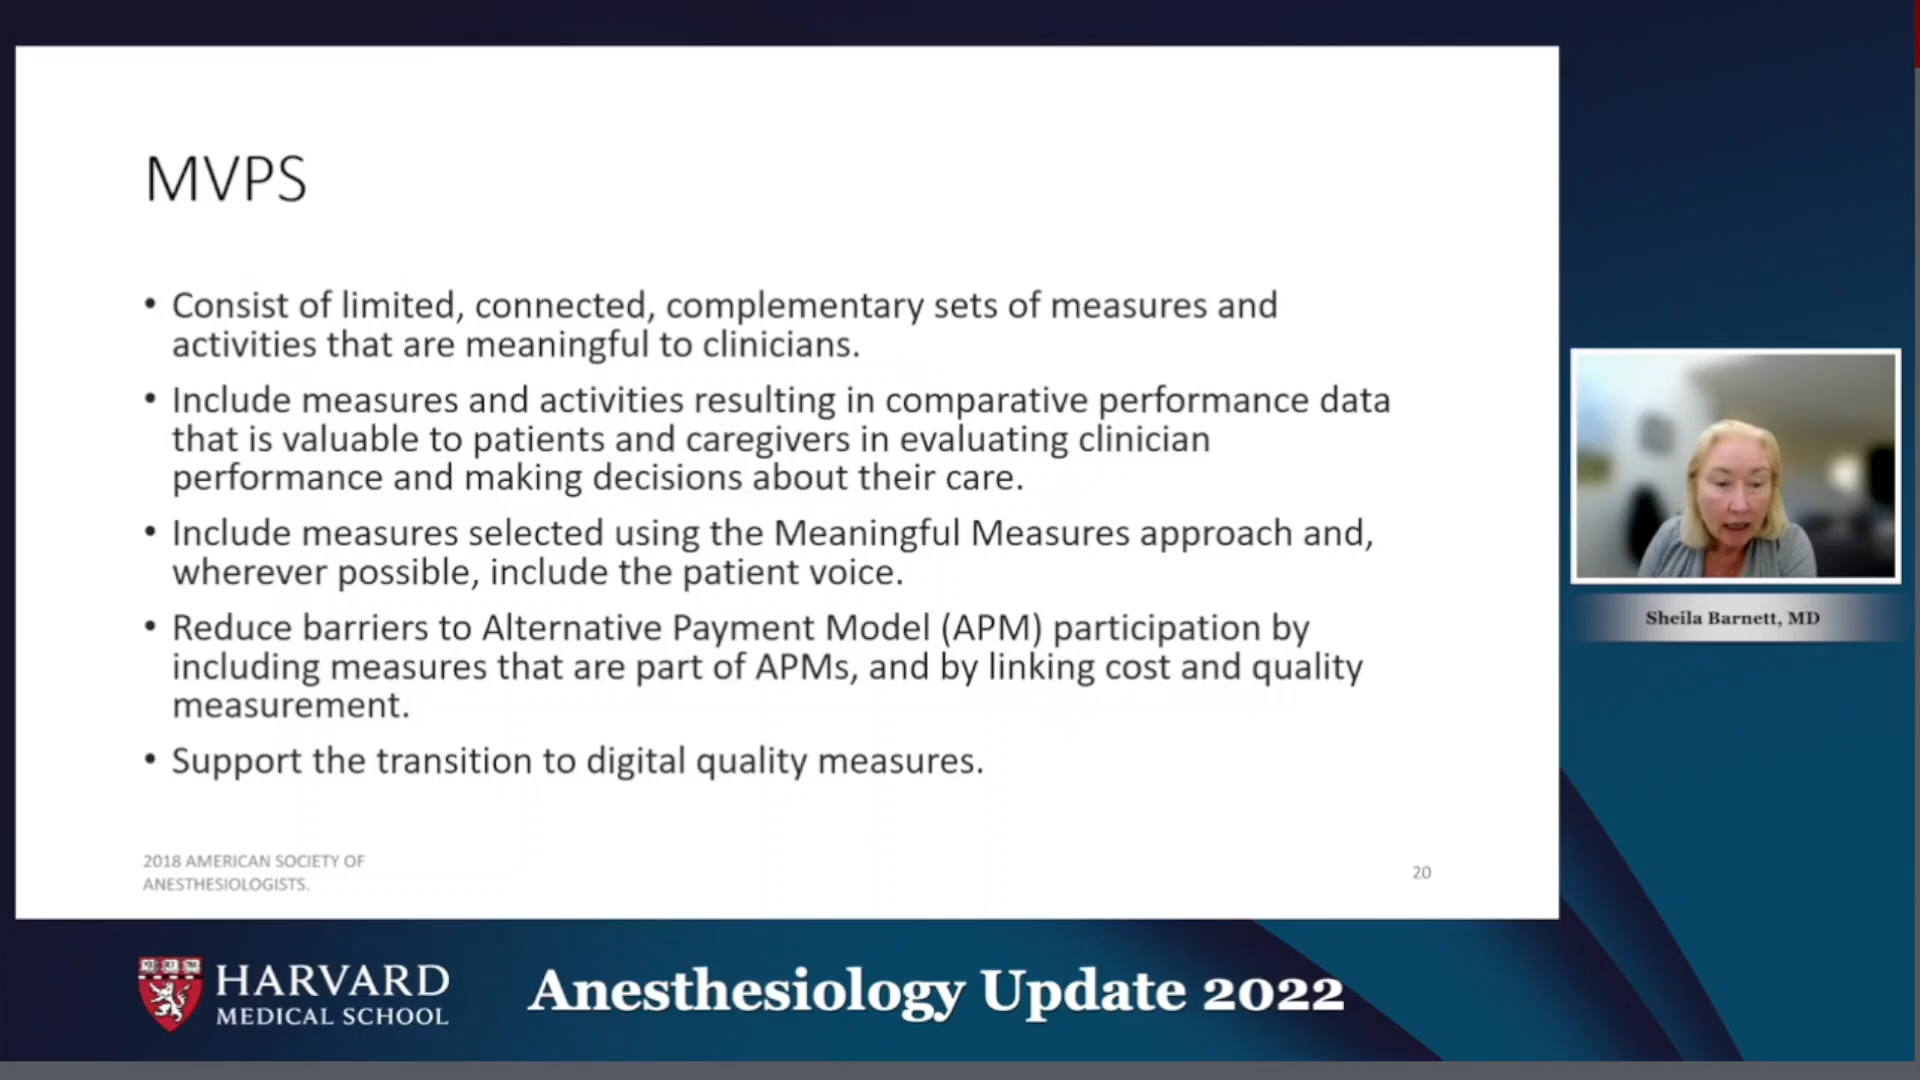 MVPS
• Consist of limited, connected, complementary sets of measures and
activities that are meaningful to clinicians.
• Include measures and activities resulting in comparative performance data
that is valuable to patients and caregivers in evaluating clinician
performance and making decisions about their care.
• Include measures selected using the Meaningful Measures approach and,
wherever possible, include the patient voice.
• Reduce barriers to Alternative Payment Model (APM) participation by
including measures that are part of APMs, and by linking cost and quality
measurement.
• Support the transition to digital quality measures.
2018 AMERICAN SOCIETY OF
ANESTHESIOLOGISTS.
20
Sheila Barnett, MD
HARVARD
MEDICAL SCHOOL
Anesthesiology Update 2022